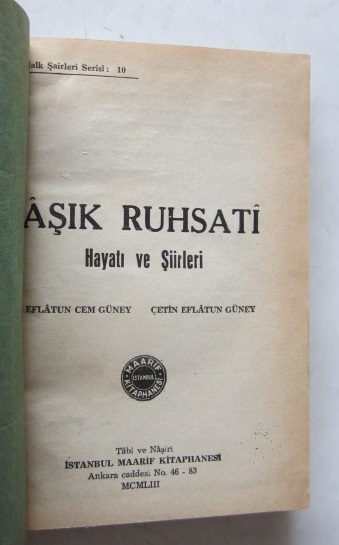 Halk Şairleri Serisi: 10
ÂŞIK RUHSATÎ
Hayatı ve Şiirleri
EFLÂTUN CEM GÜNEY ÇETİN EFLÂTUN GÜNEY
MAARİF
İSTANBUL
KİTAPHANESİ
Tâbi ve Nâşiri
İSTANBUL MAARİF KİTAPHANESİ
Ankara caddesi No. 46 - 83
MCMLIII